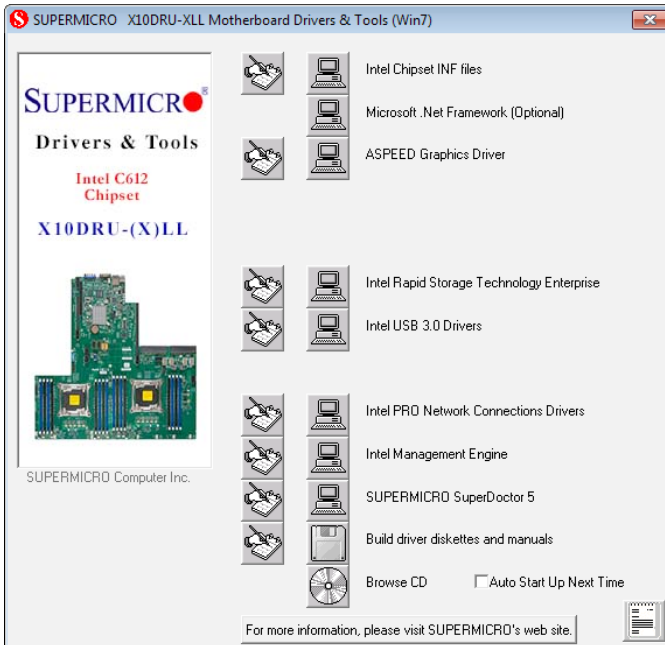 SUPERMICRO X10DRU-XLL Motherboard Drivers & Tools (Win7)
SUPERMICRO®
Drivers & Tools
Intel C612
Chipset
X10DRU-(X)LL
SUPERMICRO Computer Inc.
Intel Chipset INF files
Microsoft .Net Framework (Optional)
ASPEED Graphics Driver
Intel Rapid Storage Technology Enterprise
Intel USB 3.0 Drivers
Intel PRO Network Connections Drivers
Intel Management Engine
SUPERMICRO SuperDoctor 5
Build driver diskettes and manuals
Browse CD Auto Start Up Next Time
For more information, please visit SUPERMICRO's web site.